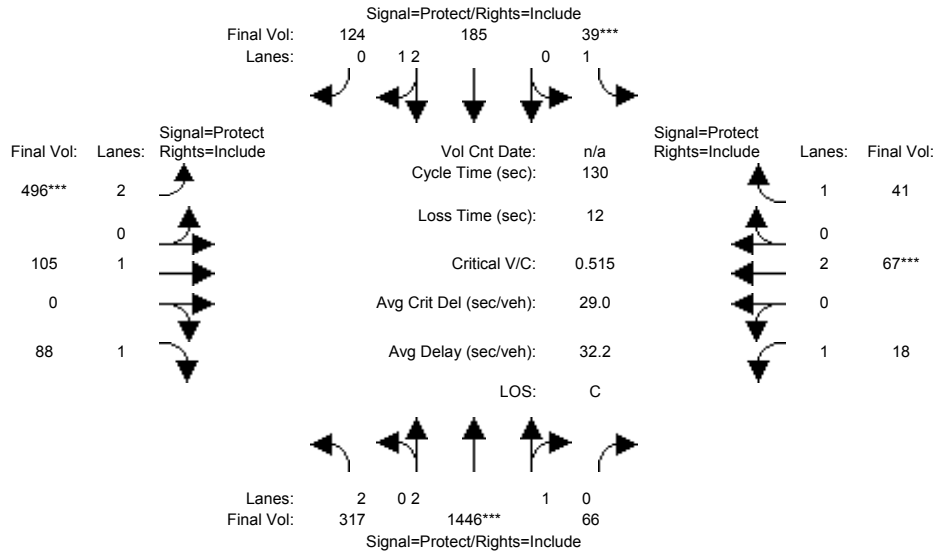 Signal=Protect/Rights=Include
Final Vol: 124 185 39***
Lanes: 0 1 2 0 1
Signal=Protect
Final Vol: Lanes: Rights=Include
Vol Cnt Date: n/a
Signal=Protect
Rights=Include Lanes: Final Vol:
Cycle Time (sec): 130
496*** 2
1 41
Loss Time (sec): 12
0
0
105 1
Critical V/C: 0.515
2 67***
0 0
Avg Crit Del (sec/veh): 29.0
0
88 1
Avg Delay (sec/veh): 32.2
1 18
LOS: C
Lanes: 2 0 2 1 0
Final Vol: 317 1446*** 66
Signal=Protect/Rights=Include